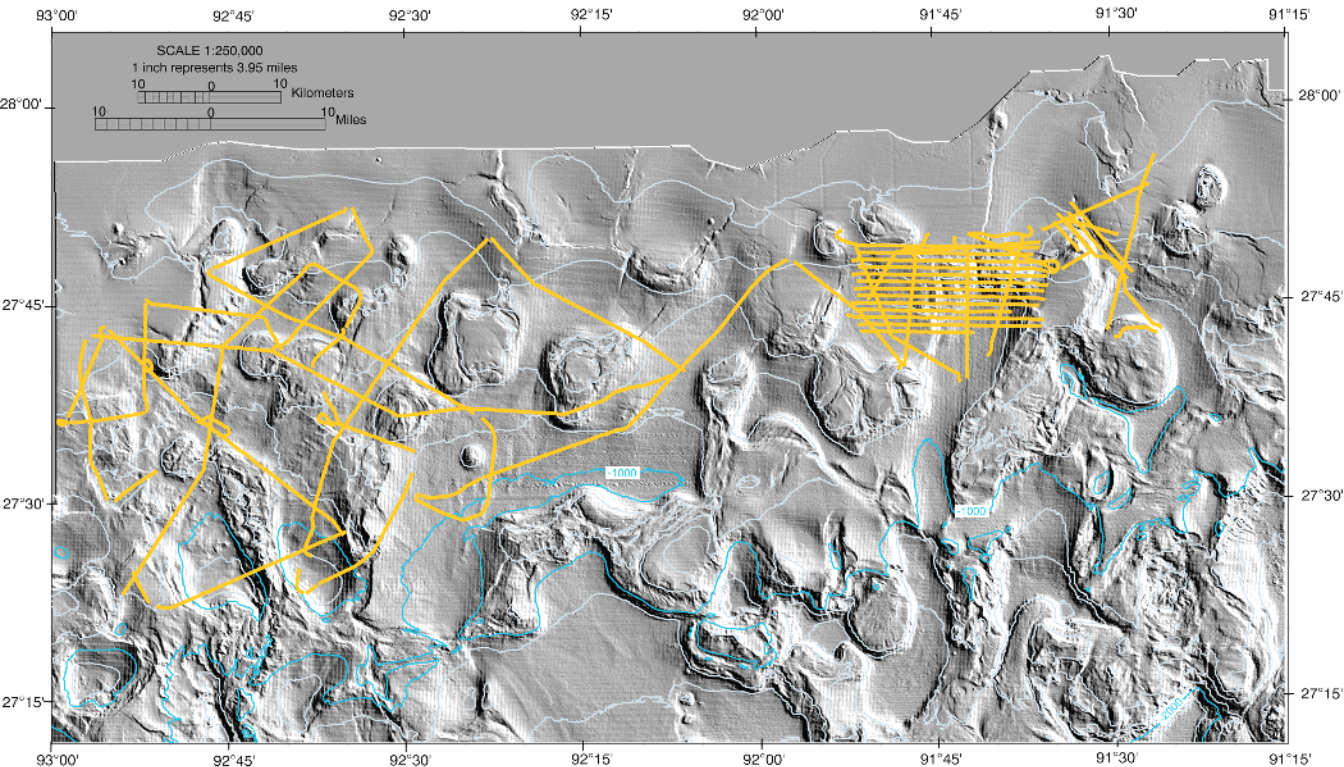 93°00' 92°45' 92°30' 92°15' 92°00' 91°45' 91°30' 91°15'
SCALE 1:250,000
1 inch represents 3.95 miles
10 0 10 Kilometers
10 0 10 Miles
28°00' 28°00'
27°45' 27°45'
-1000
27°30' 27°30'
-1000
27°15' 27°15'
-2000
93°00' 92°45' 92°30' 92°15' 92°00' 91°45' 91°30' 91°15'